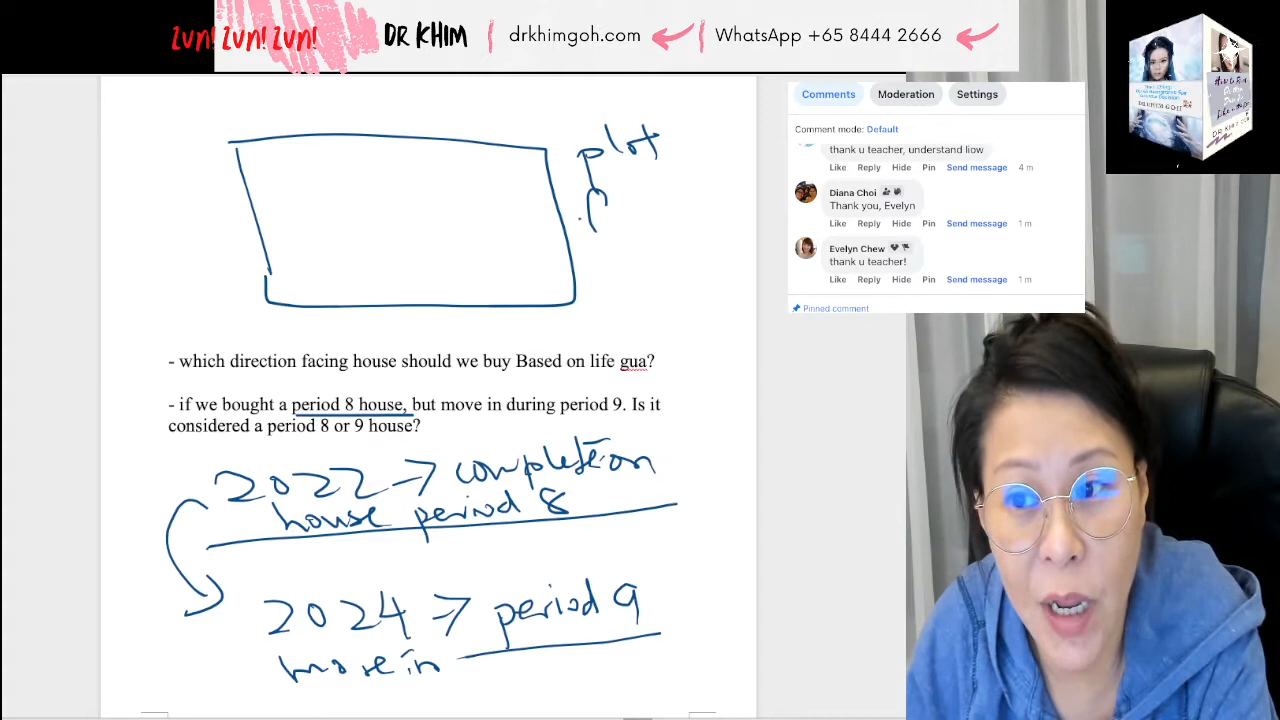 zun! zun! zun!
DR KHIM
drkhimgoh.com
WhatsApp +65 8444 2666
plot
Comments
Moderation
Settings
Comment mode: Default
thank u teacher, understand liow
Like Reply Hide Pin Send message 4 m
Diana Choi
Thank you, Evelyn
Like Reply Hide Pin Send message 1 m
Evelyn Chew
thank u teacher!
Like Reply Hide Pin Send message 1 m
Pinned comment
- which direction facing house should we buy Based on life gua?
- if we bought a period 8 house, but move in during period 9. Is it
considered a period 8 or 9 house?
2022 → completion
house period 8
2024 → period 9
move in